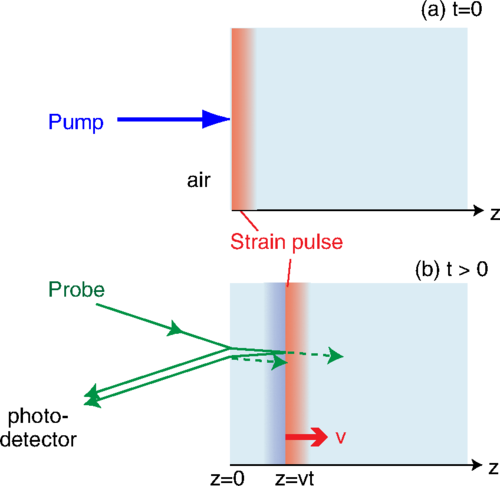 (a) t=0
Pump
air
z
Strain pulse
(b) t > 0
Probe
photo-
detector
v
z
z=0
z=vt